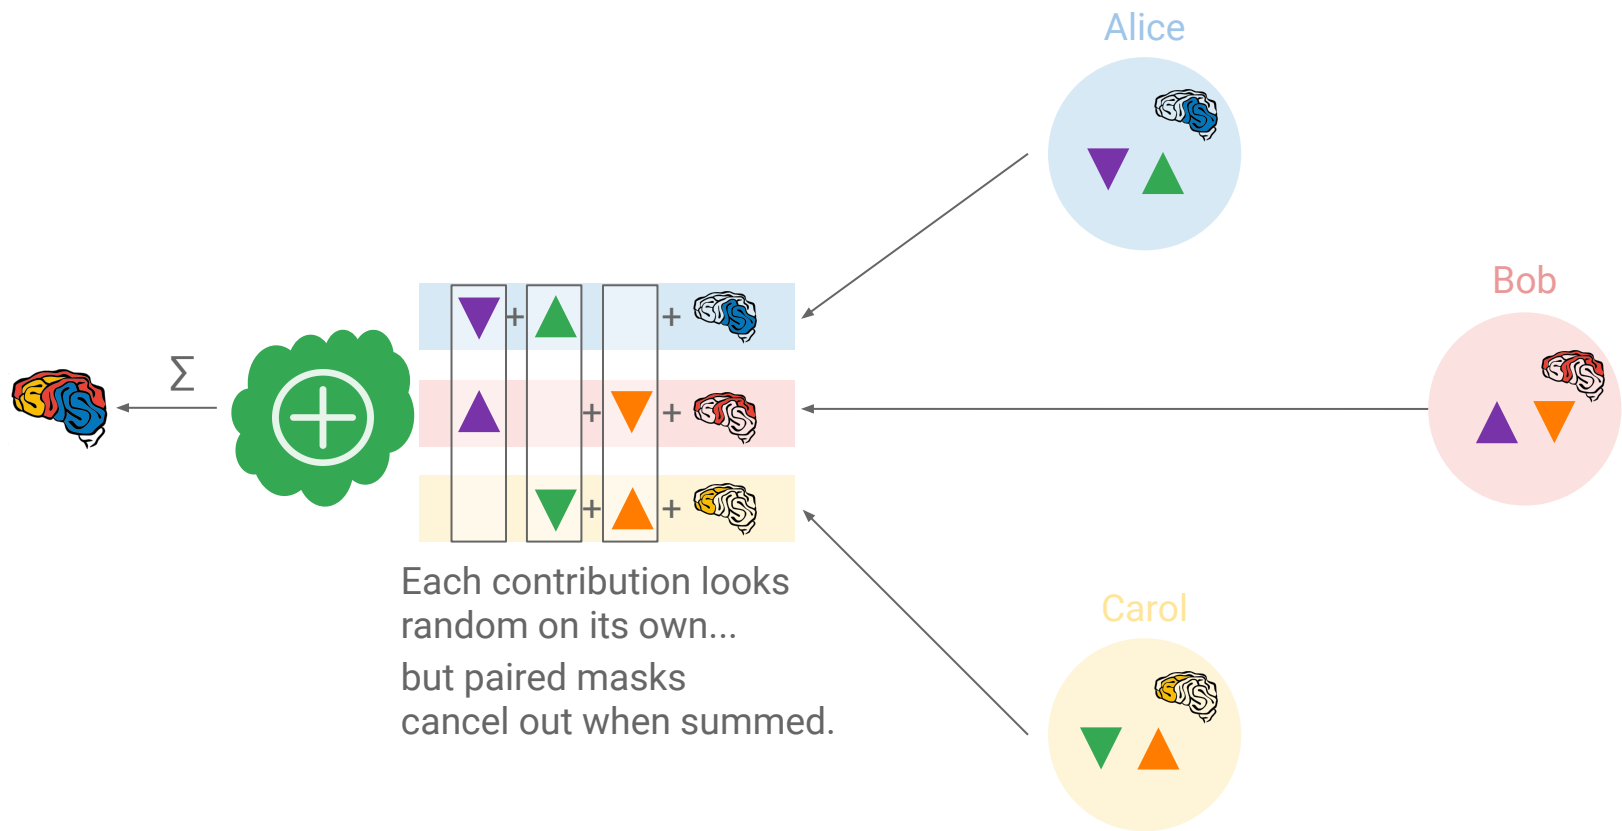 Alice
Bob
+
+
∑
+
+
+
+
Each contribution looks
random on its own...
but paired masks
cancel out when summed.
Carol